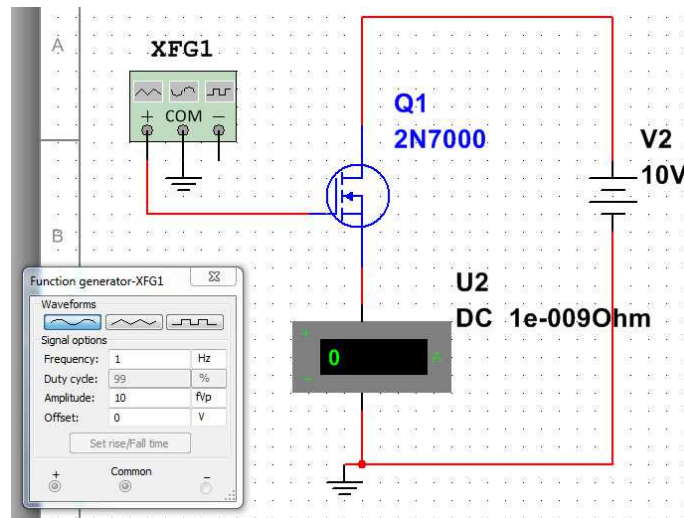 A
XFG1
+ COM −
Q1
2N7000
V2
10V
B
U2
DC 1e-009Ohm
+
0 A
−
Function generator-XFG1
Waveforms
Signal options
Frequency: 1 Hz
Duty cycle: 99 %
Amplitude: 10 fVp
Offset: 0 V
Set rise/Fall time
+ Common −